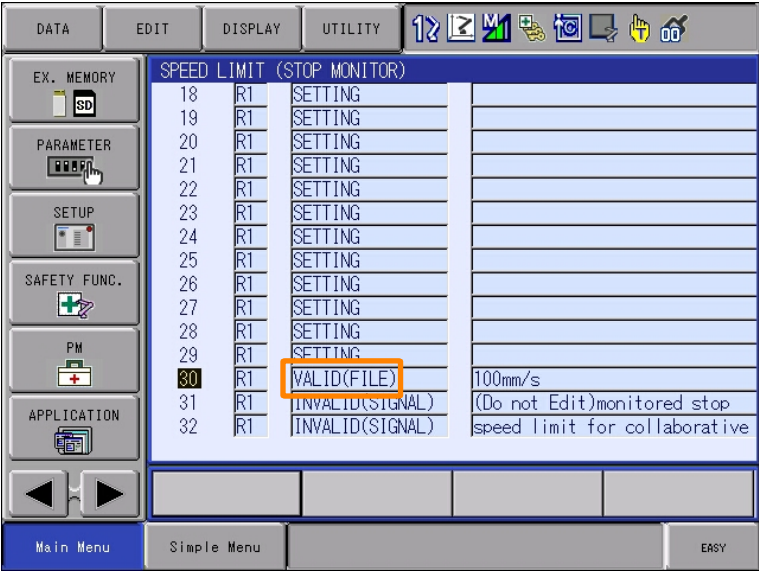 DATA EDIT DISPLAY UTILITY
EX. MEMORY
SD
PARAMETER
SETUP
SAFETY FUNC.
PM
APPLICATION
SPEED LIMIT (STOP MONITOR)
18 R1 SETTING
19 R1 SETTING
20 R1 SETTING
21 R1 SETTING
22 R1 SETTING
23 R1 SETTING
24 R1 SETTING
25 R1 SETTING
26 R1 SETTING
27 R1 SETTING
28 R1 SETTING
29 R1 SETTING
30 R1 VALID(FILE) 100mm/s
31 R1 INVALID(SIGNAL) (Do not Edit)monitored stop
32 R1 INVALID(SIGNAL) speed limit for collaborative
Main Menu Simple Menu EASY